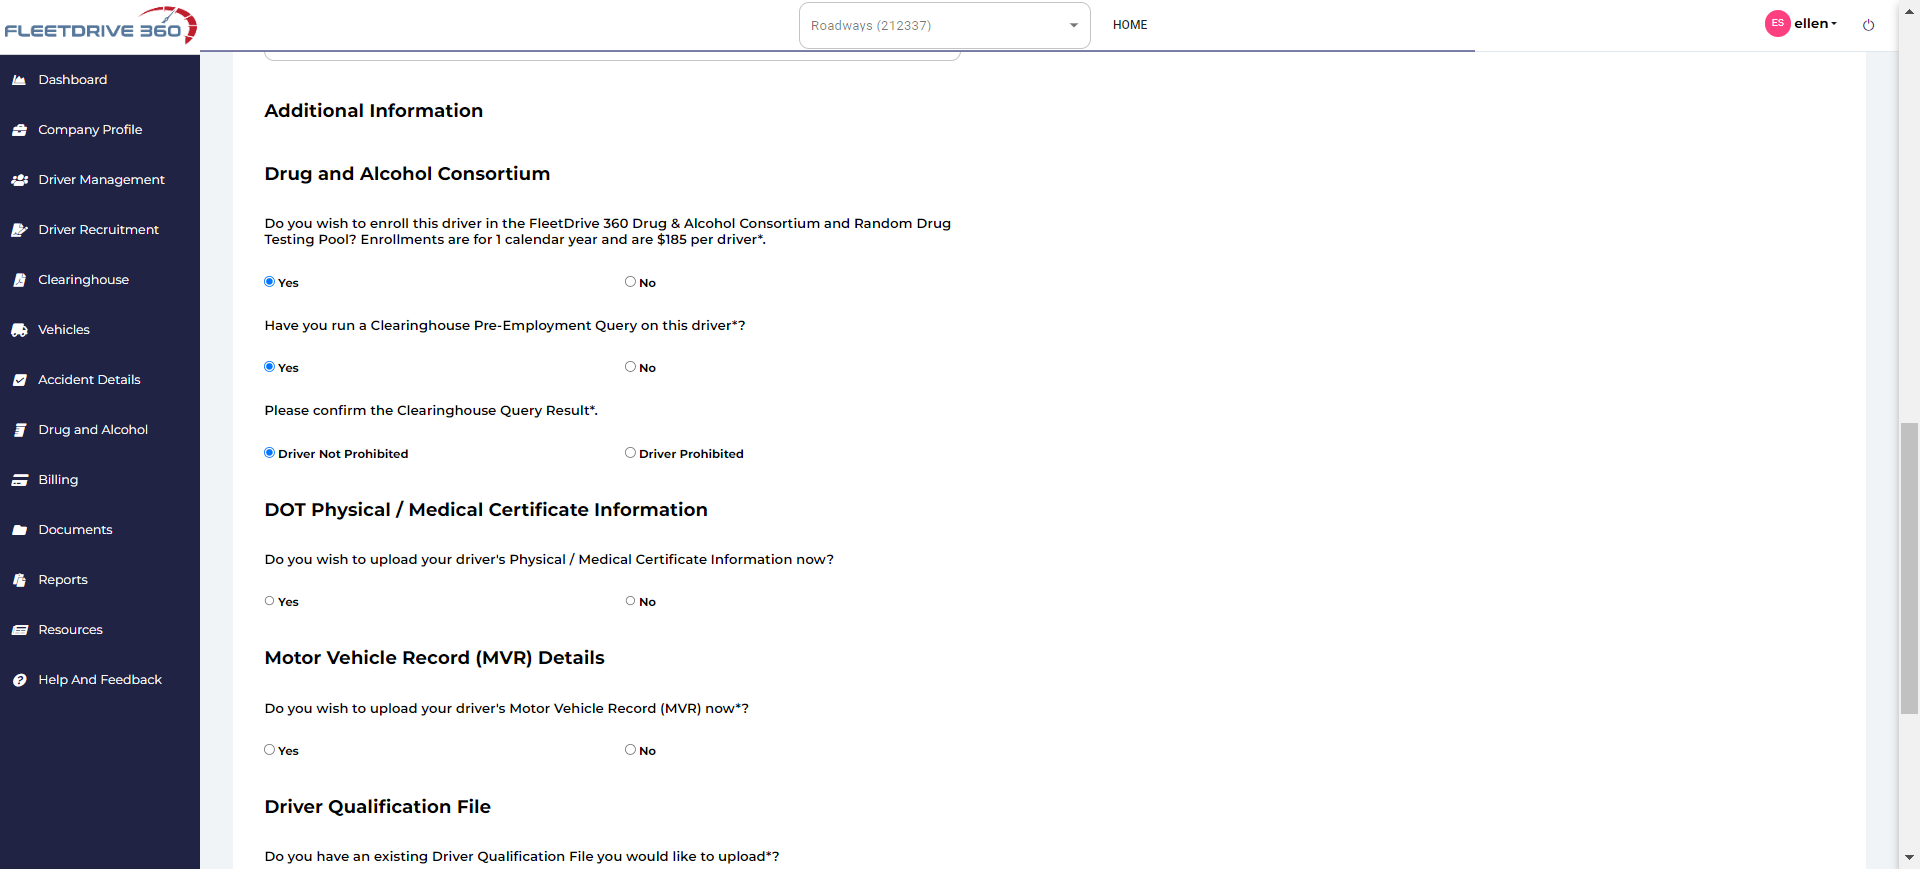 FLEETDRIVE 360
Roadways (212337)
HOME
ES ellen
Dashboard
Company Profile
Driver Management
Driver Recruitment
Clearinghouse
Vehicles
Accident Details
Drug and Alcohol
Billing
Documents
Reports
Resources
Help And Feedback
Additional Information
Drug and Alcohol Consortium
Do you wish to enroll this driver in the FleetDrive 360 Drug & Alcohol Consortium and Random Drug
Testing Pool? Enrollments are for 1 calendar year and are $185 per driver*.
Yes No
Have you run a Clearinghouse Pre-Employment Query on this driver*?
Yes No
Please confirm the Clearinghouse Query Result*.
Driver Not Prohibited Driver Prohibited
DOT Physical / Medical Certificate Information
Do you wish to upload your driver's Physical / Medical Certificate Information now?
Yes No
Motor Vehicle Record (MVR) Details
Do you wish to upload your driver's Motor Vehicle Record (MVR) now*?
Yes No
Driver Qualification File
Do you have an existing Driver Qualification File you would like to upload*?